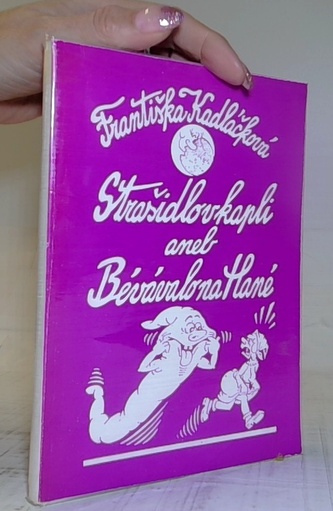 Františka Kadláčková
Strašidlo v kapli
aneb
Bévávalo na Hané